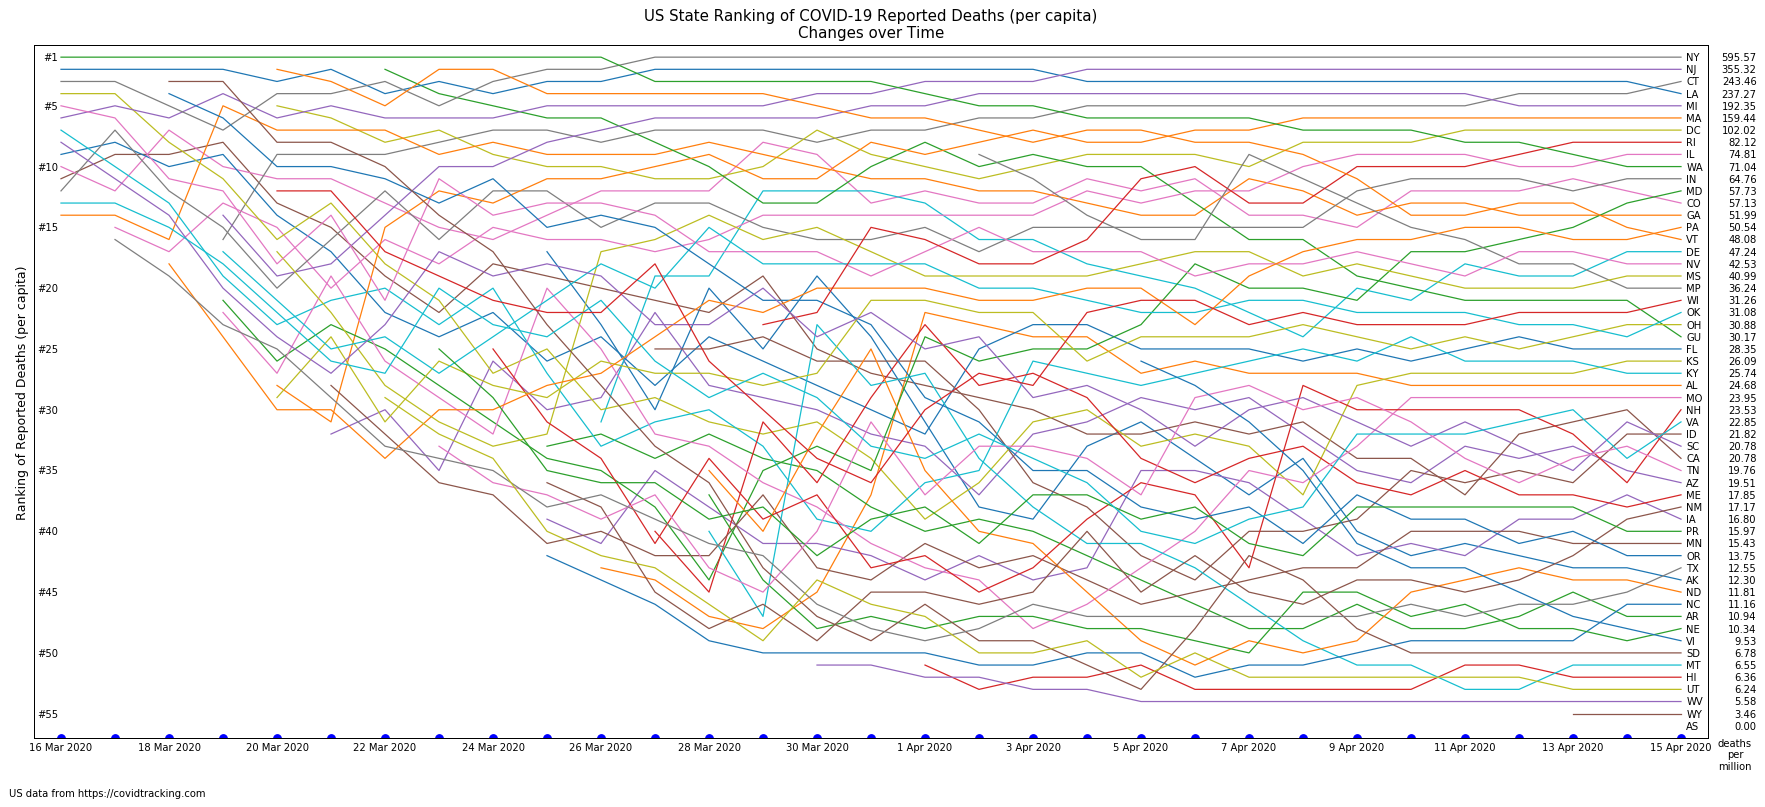 US State Ranking of COVID-19 Reported Deaths (per capita)
Changes over Time
Ranking of Reported Deaths (per capita)
#1
#5
#10
#15
#20
#25
#30
#35
#40
#45
#50
#55
NY 595.57
NJ 355.32
CT 243.46
LA 237.27
MI 192.35
MA 159.44
DC 102.02
RI 82.12
IL 74.81
WA 71.04
IN 64.76
MD 57.73
CO 57.13
GA 51.99
PA 50.54
VT 48.08
DE 47.24
NV 42.53
MS 40.99
MP 36.24
WI 31.26
OK 31.08
OH 30.88
GU 30.17
FL 28.35
KS 26.09
KY 25.74
AL 24.68
MO 23.95
NH 23.53
VA 22.85
ID 21.82
SC 20.78
CA 20.78
TN 19.76
AZ 19.51
ME 17.85
NM 17.17
IA 16.80
PR 15.97
MN 15.43
OR 13.75
TX 12.55
AK 12.30
ND 11.81
NC 11.16
AR 10.94
NE 10.34
VI 9.53
SD 6.78
MT 6.55
HI 6.36
UT 6.24
WV 5.58
WY 3.46
AS 0.00
16 Mar 2020 18 Mar 2020 20 Mar 2020 22 Mar 2020 24 Mar 2020 26 Mar 2020 28 Mar 2020 30 Mar 2020 1 Apr 2020 3 Apr 2020 5 Apr 2020 7 Apr 2020 9 Apr 2020 11 Apr 2020 13 Apr 2020 15 Apr 2020
deaths
per
million
US data from https://covidtracking.com